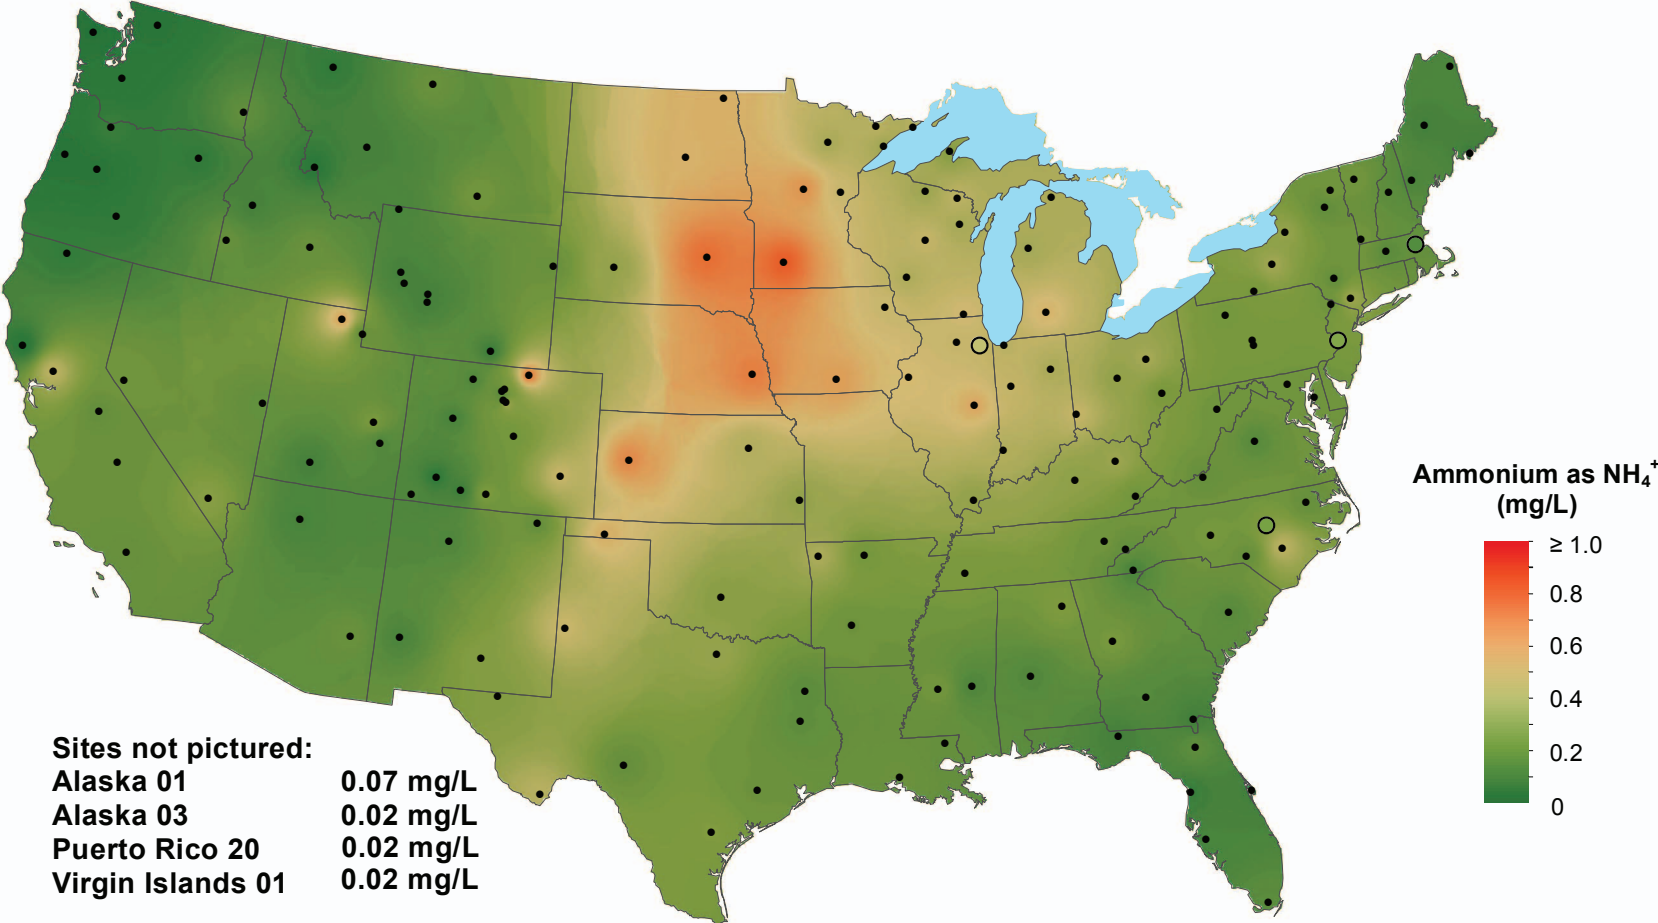 Ammonium as NH₄⁺
(mg/L)
≥ 1.0
0.8
0.6
0.4
0.2
0
Sites not pictured:
Alaska 01 0.07 mg/L
Alaska 03 0.02 mg/L
Puerto Rico 20 0.02 mg/L
Virgin Islands 01 0.02 mg/L